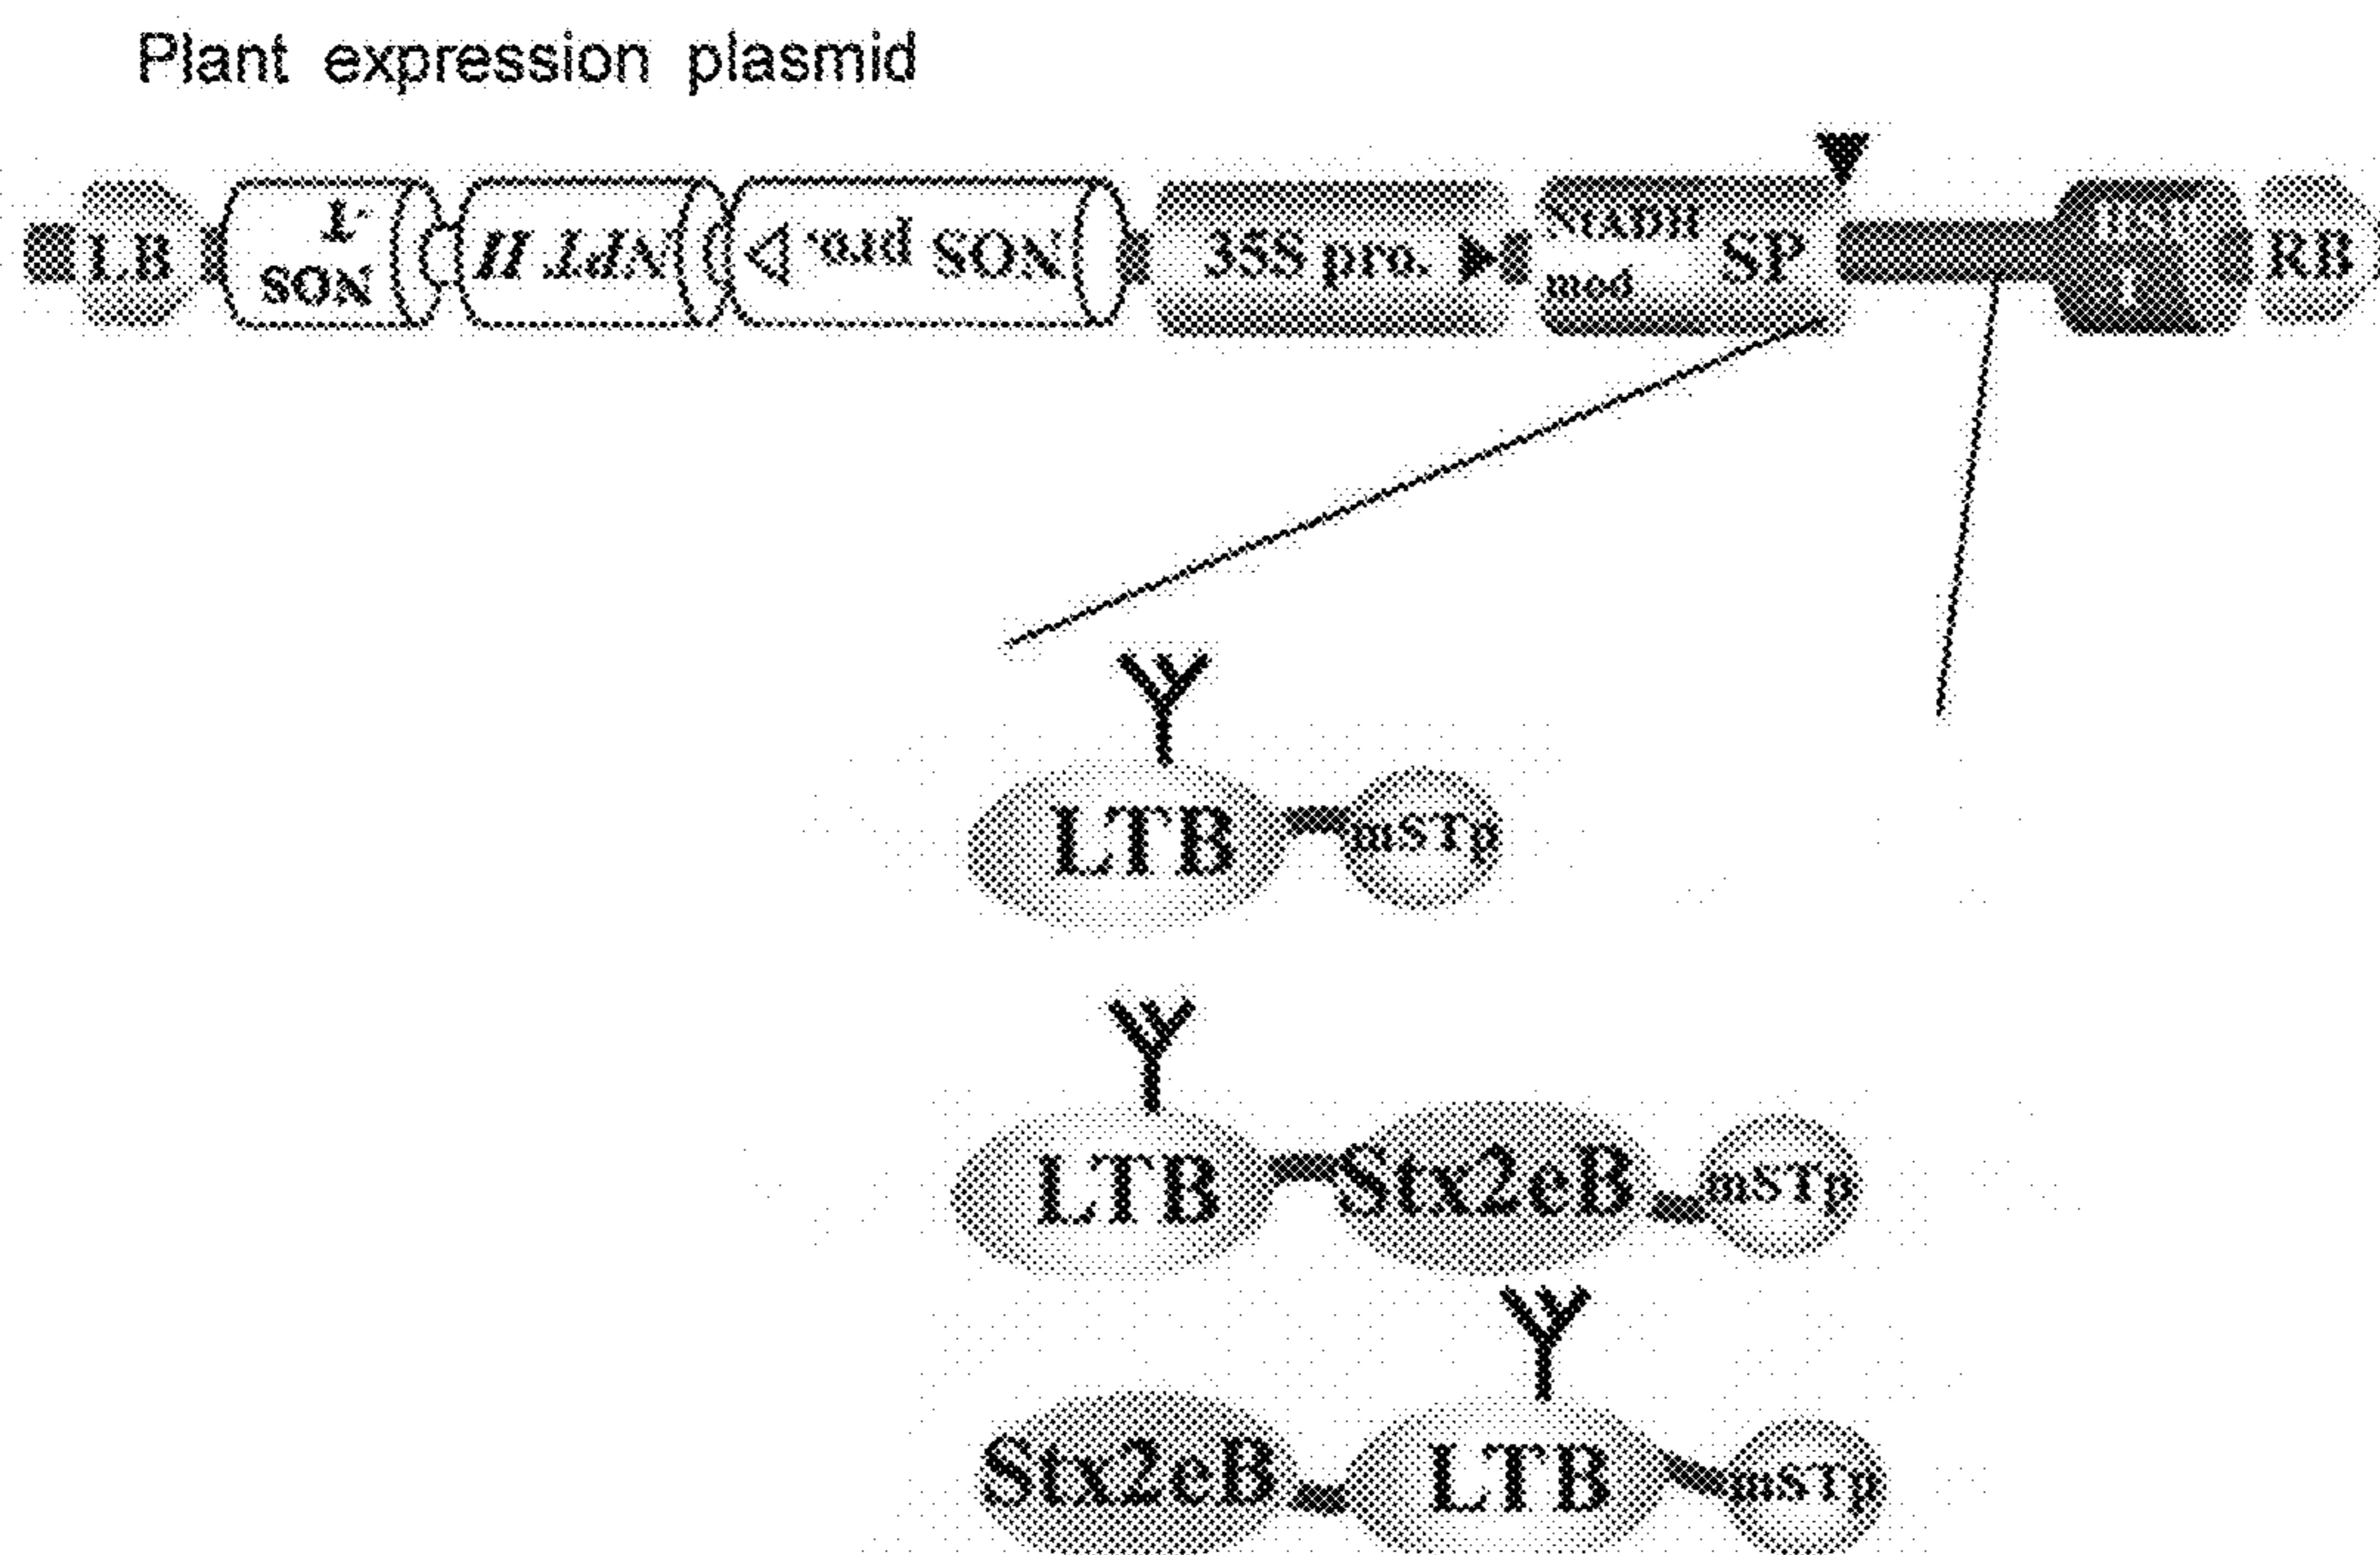 Plant expression plasmid
LB
NOS
T
NPT II
NOS pro.
35S pro.
NtADH
mod
SP
RB
LTB
mSTp
LTB
Stx2eB
mSTp
Stx2eB
LTB
mSTp